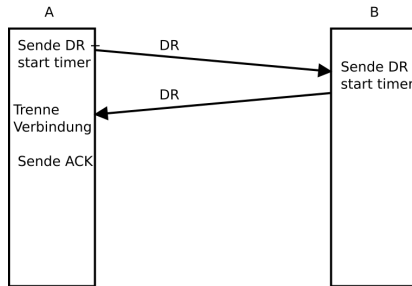 A
B
Sende DR
start timer
DR
Sende DR
start timer
DR
Trenne
Verbindung
Sende ACK